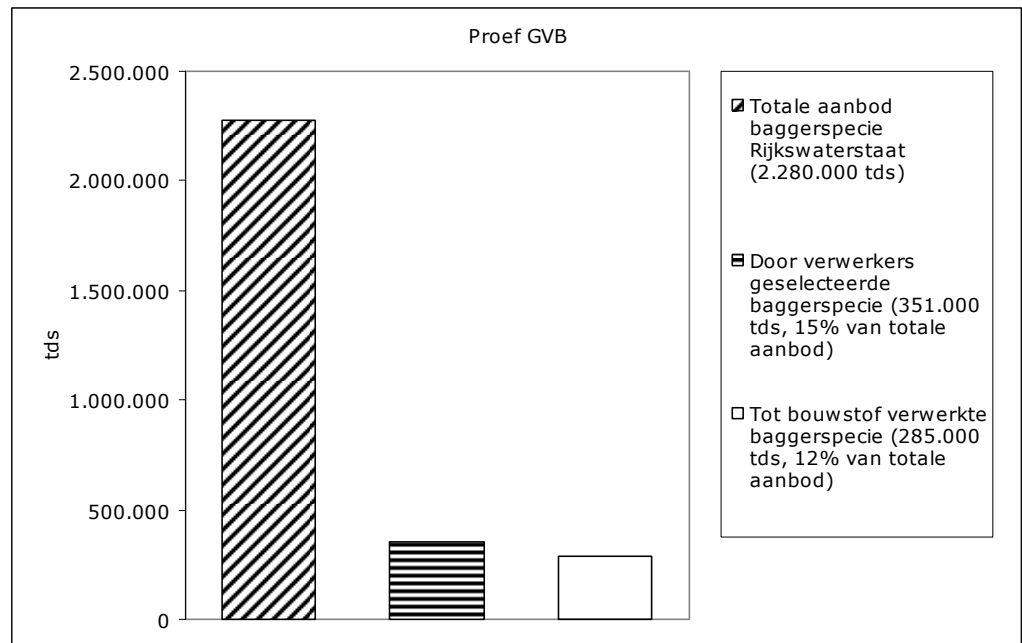 Proef GVB
2.500.000
2.000.000
1.500.000
1.000.000
500.000
0
tds
Totale aanbod
baggerspecie
Rijkswaterstaat
(2.280.000 tds)
Door verwerkers
geselecteerde
baggerspecie (351.000
tds, 15% van totale
aanbod)
Tot bouwstof verwerkte
baggerspecie (285.000
tds, 12% van totale
aanbod)